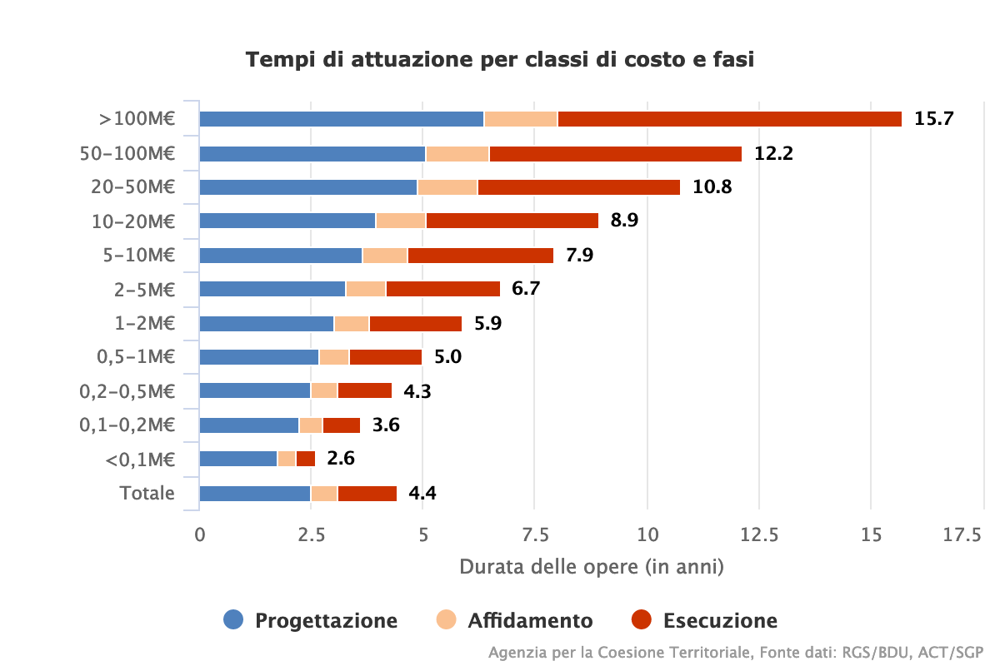 Tempi di attuazione per classi di costo e fasi
>100M€ 15.7
50-100M€ 12.2
20-50M€ 10.8
10-20M€ 8.9
5-10M€ 7.9
2-5M€ 6.7
1-2M€ 5.9
0,5-1M€ 5.0
0,2-0,5M€ 4.3
0,1-0,2M€ 3.6
<0,1M€ 2.6
Totale 4.4
0 2.5 5 7.5 10 12.5 15 17.5
Durata delle opere (in anni)
Progettazione Affidamento Esecuzione
Agenzia per la Coesione Territoriale, Fonte dati: RGS/BDU, ACT/SGP